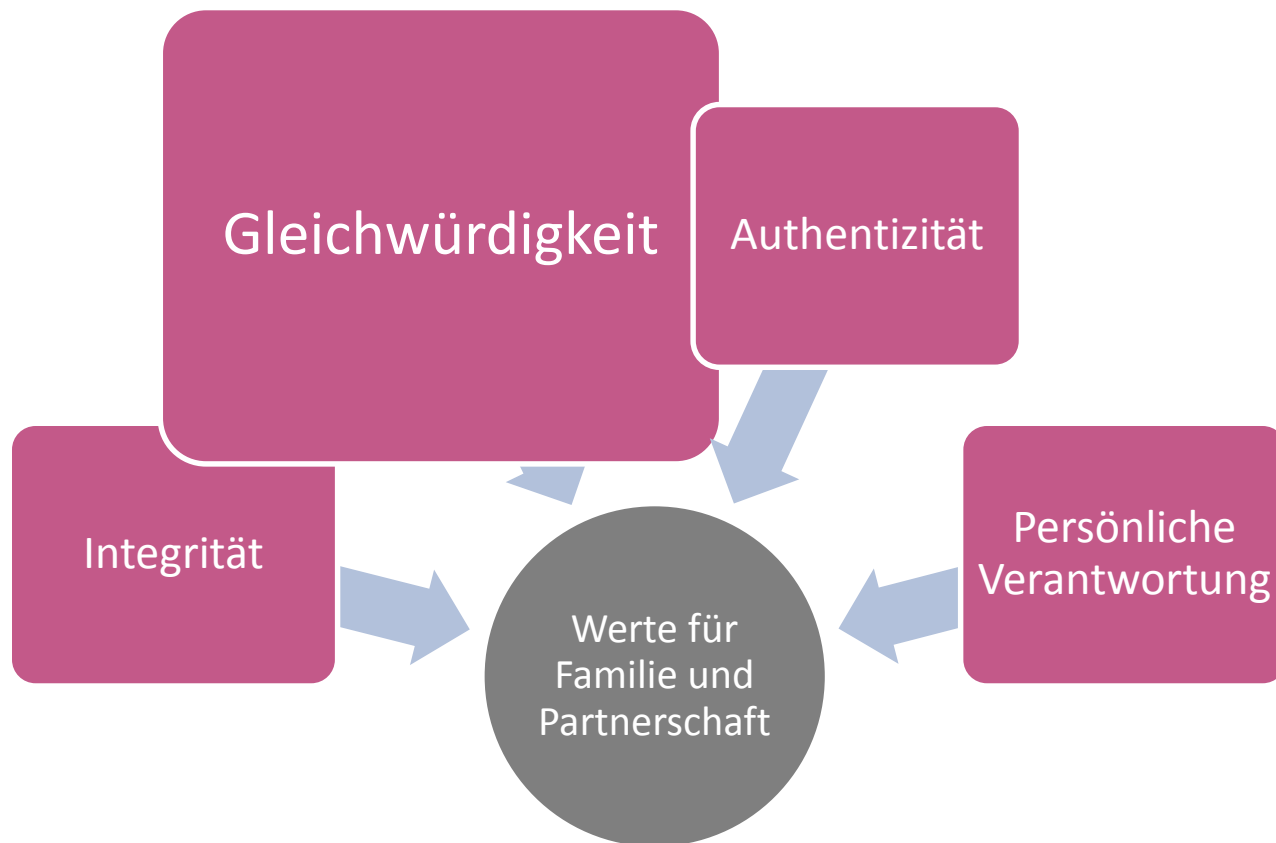 Gleichwürdigkeit
Authentizität
Integrität
Persönliche
Verantwortung
Werte für
Familie und
Partnerschaft